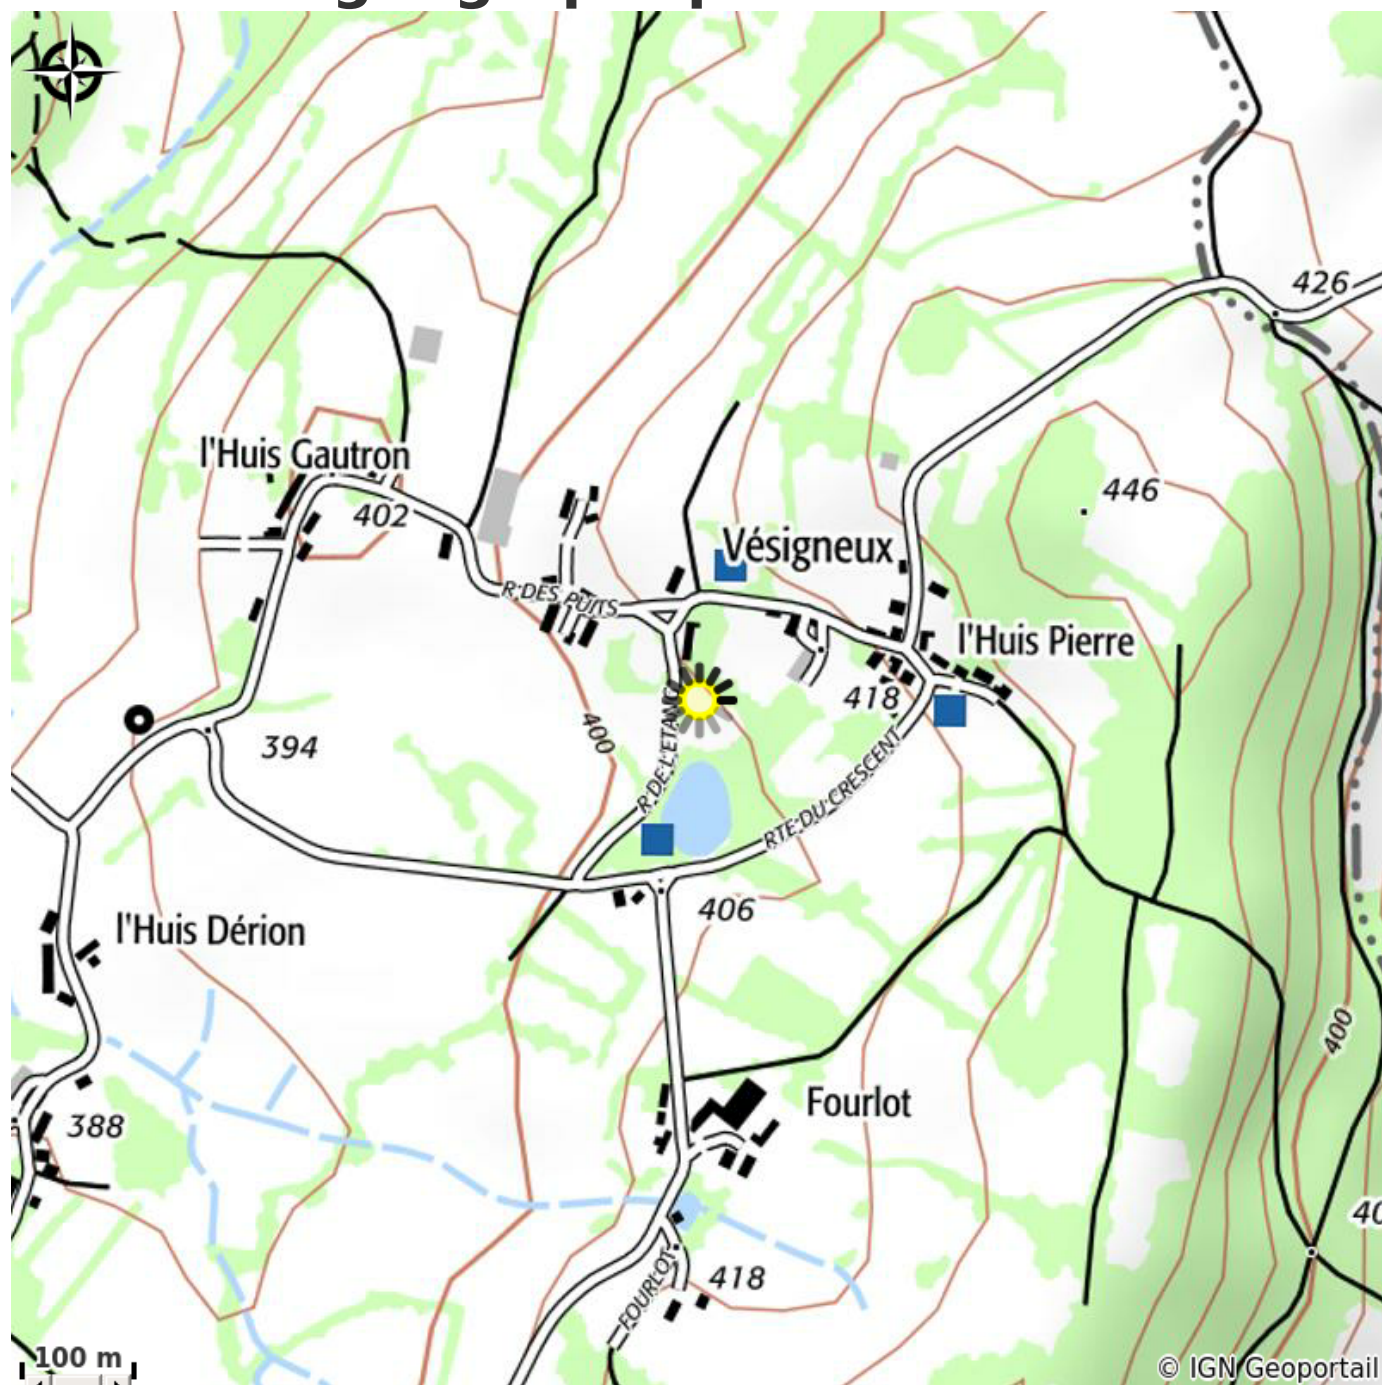 426
l'Huis Gautron
446
402
Vésigneux
R DES PUITS
l'Huis Pierre
418
400
394
R DE L'ETANG
RTE DU CRESCENT
406
l'Huis Dérion
400
Fourlot
388
40
418
FOURLOT
100 m
© IGN Geoportail